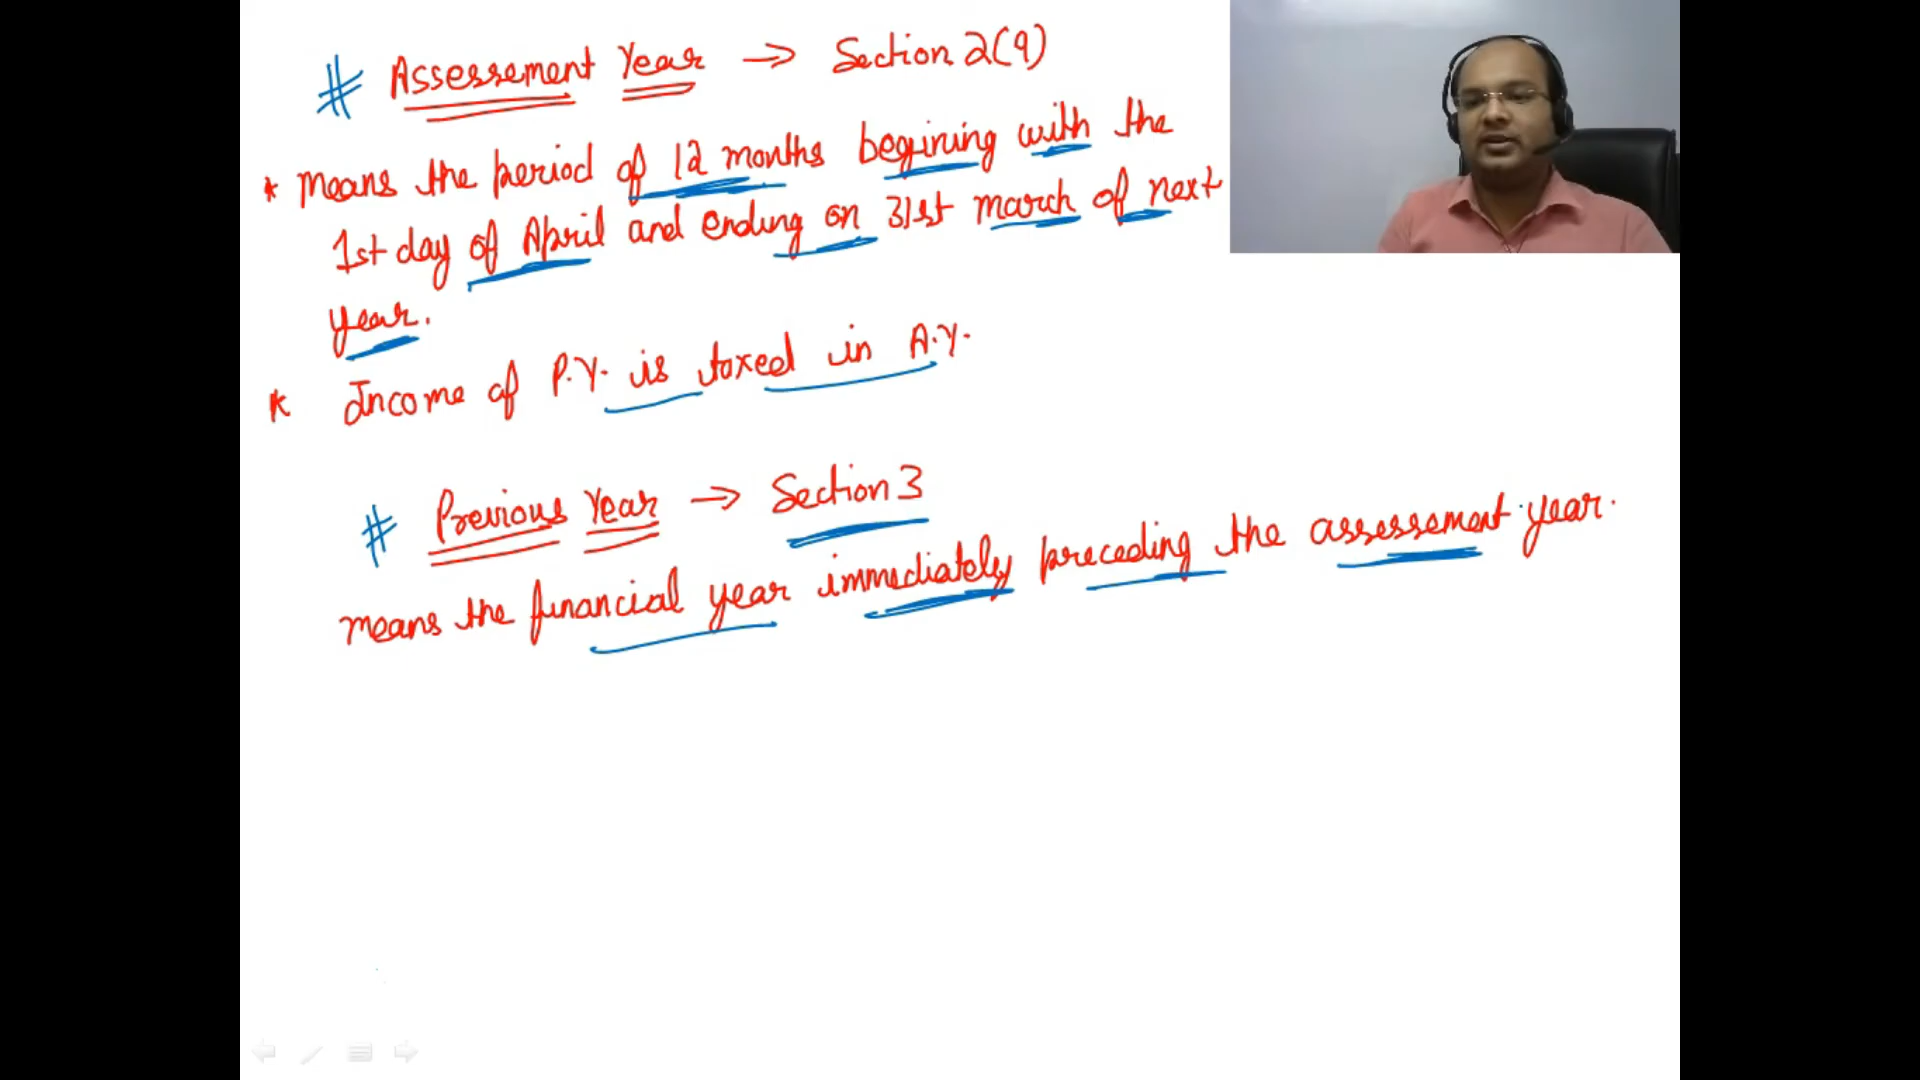 # Assessement Year → Section 2(9)
* Means the period of 12 months begining with the
1st day of April and ending on 31st march of next
year.
* Income of P.Y. is taxed in A.Y.
# Previous Year → Section 3
means the financial year immediately preceding the assessement year.